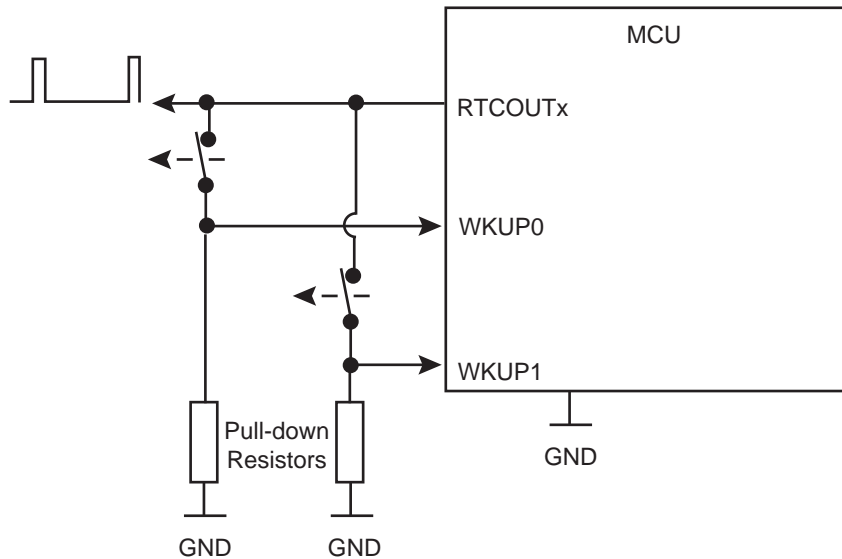 MCU
RTCOUTx
WKUP0
WKUP1
Pull-down
Resistors
GND
GND
GND